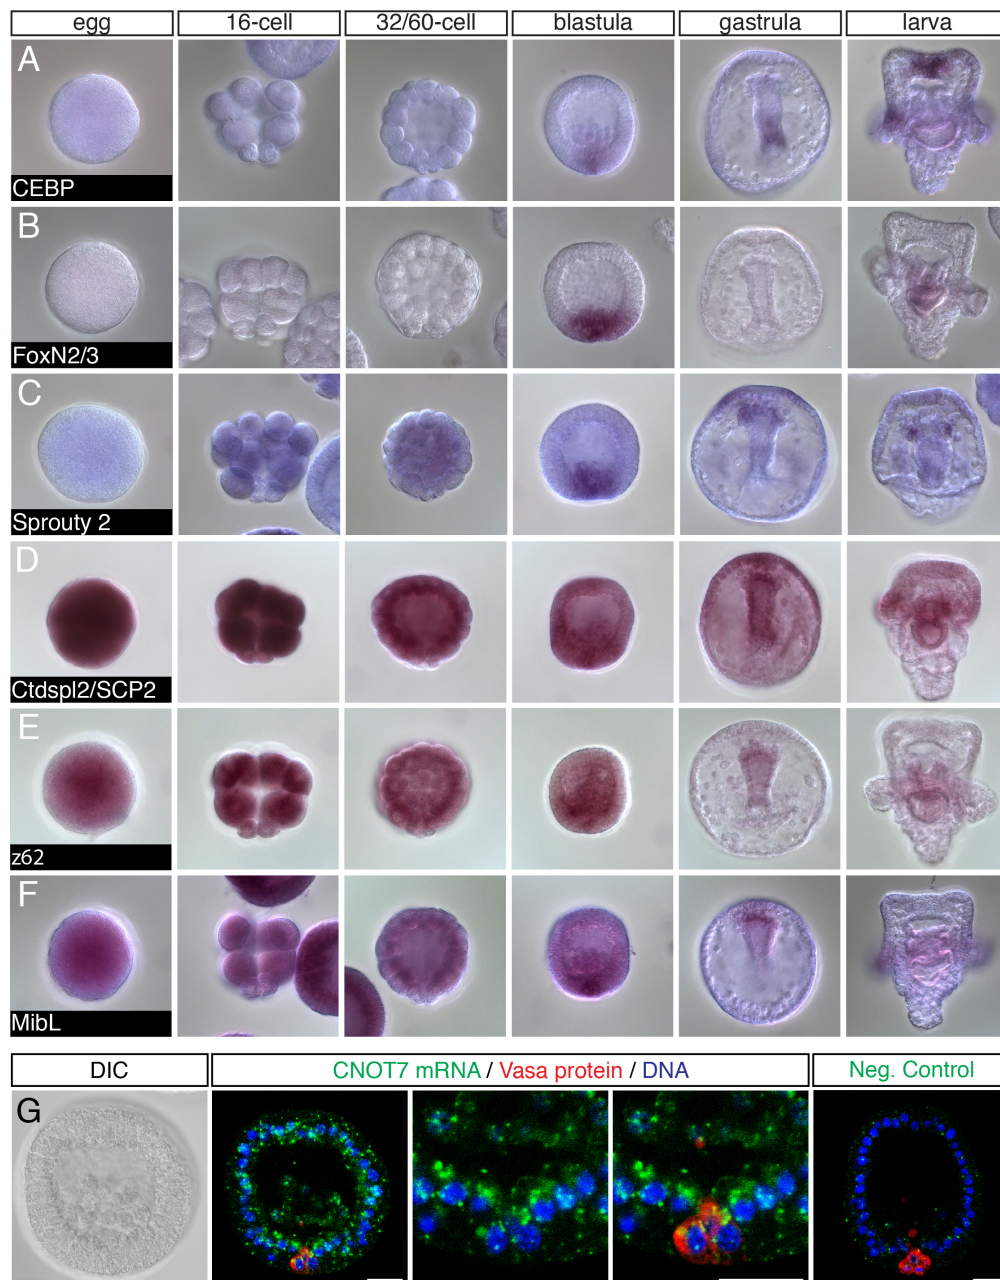 egg 16-cell 32/60-cell blastula gastrula larva
A
CEBP
B
FoxN2/3
C
Sprouty 2
D
Ctdspl2/SCP2
E
z62
F
MibL
DIC CNOT7 mRNA / Vasa protein / DNA Neg. Control
G